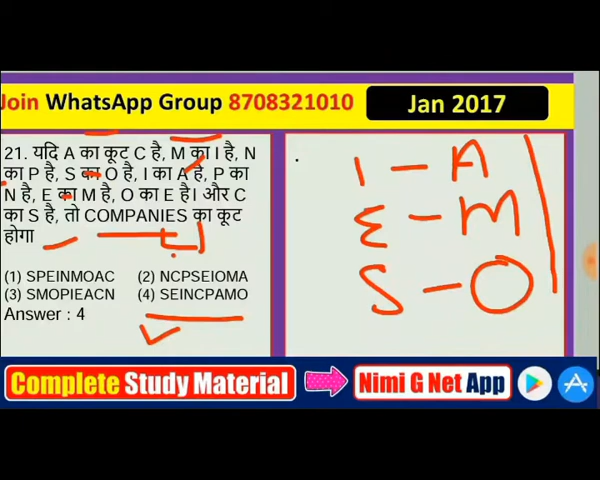 Join WhatsApp Group 8708321010
Jan 2017
21. यदि A का कूट C है, M का I है, N
का P है, S का O है, I का A है, P का
N है, E का M है, O का E है। और C
का S है, तो COMPANIES का कूट
होगा
(1) SPEINMOAC (2) NCPSEIOMA
(3) SMOPIEACN (4) SEINCPAMO
Answer : 4
I - A
E - M
S - O
Complete Study Material
Nimi G Net App